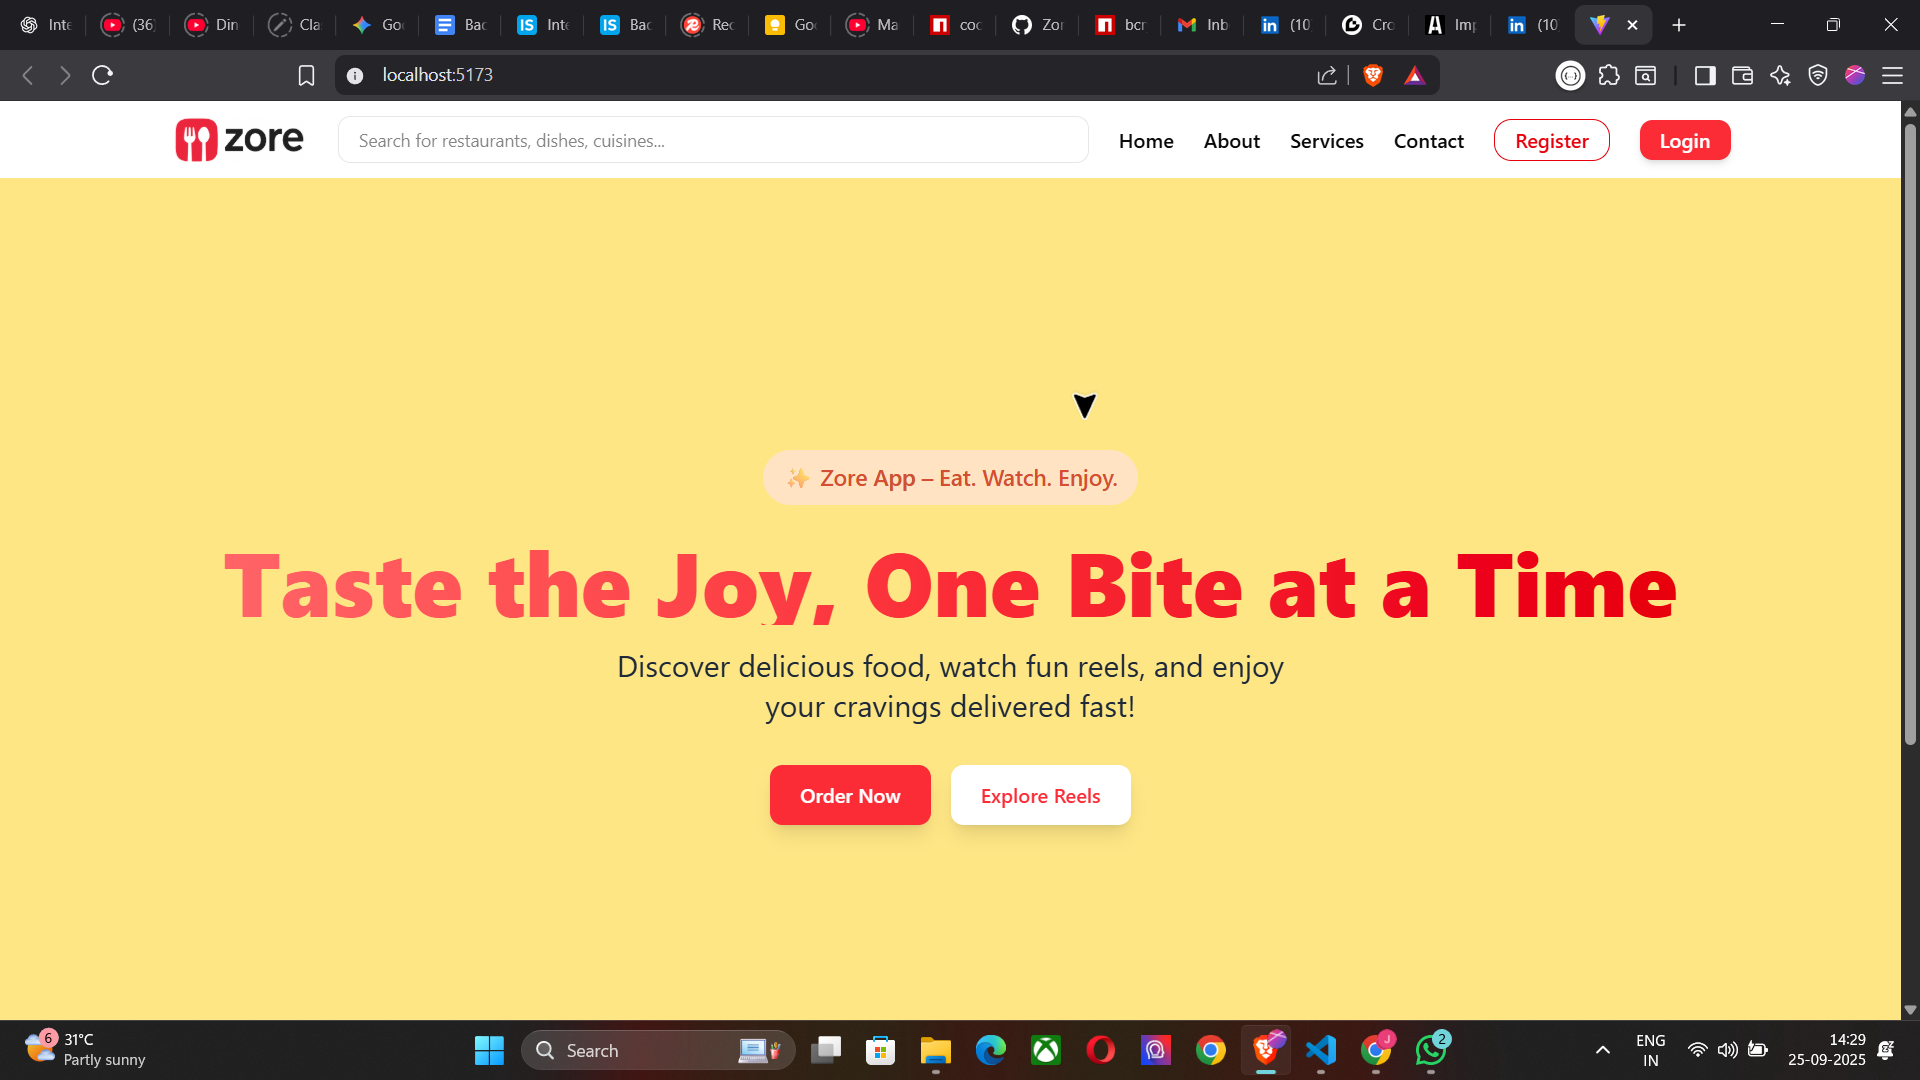 Inte
(36)
Din
Cla
Goo
Bac
Inte
Bac
Rec
Goo
Ma
coo
Zor
bcr
Inb
(10)
Cro
Imp
(10)
localhost:5173
zore
Search for restaurants, dishes, cuisines...
Home
About
Services
Contact
Register
Login
✨ Zore App – Eat. Watch. Enjoy.
Taste the Joy, One Bite at a Time
Discover delicious food, watch fun reels, and enjoy
your cravings delivered fast!
Order Now
Explore Reels
6
31°C
Partly sunny
Search
J
2
ENG
IN
14:29
25-09-2025